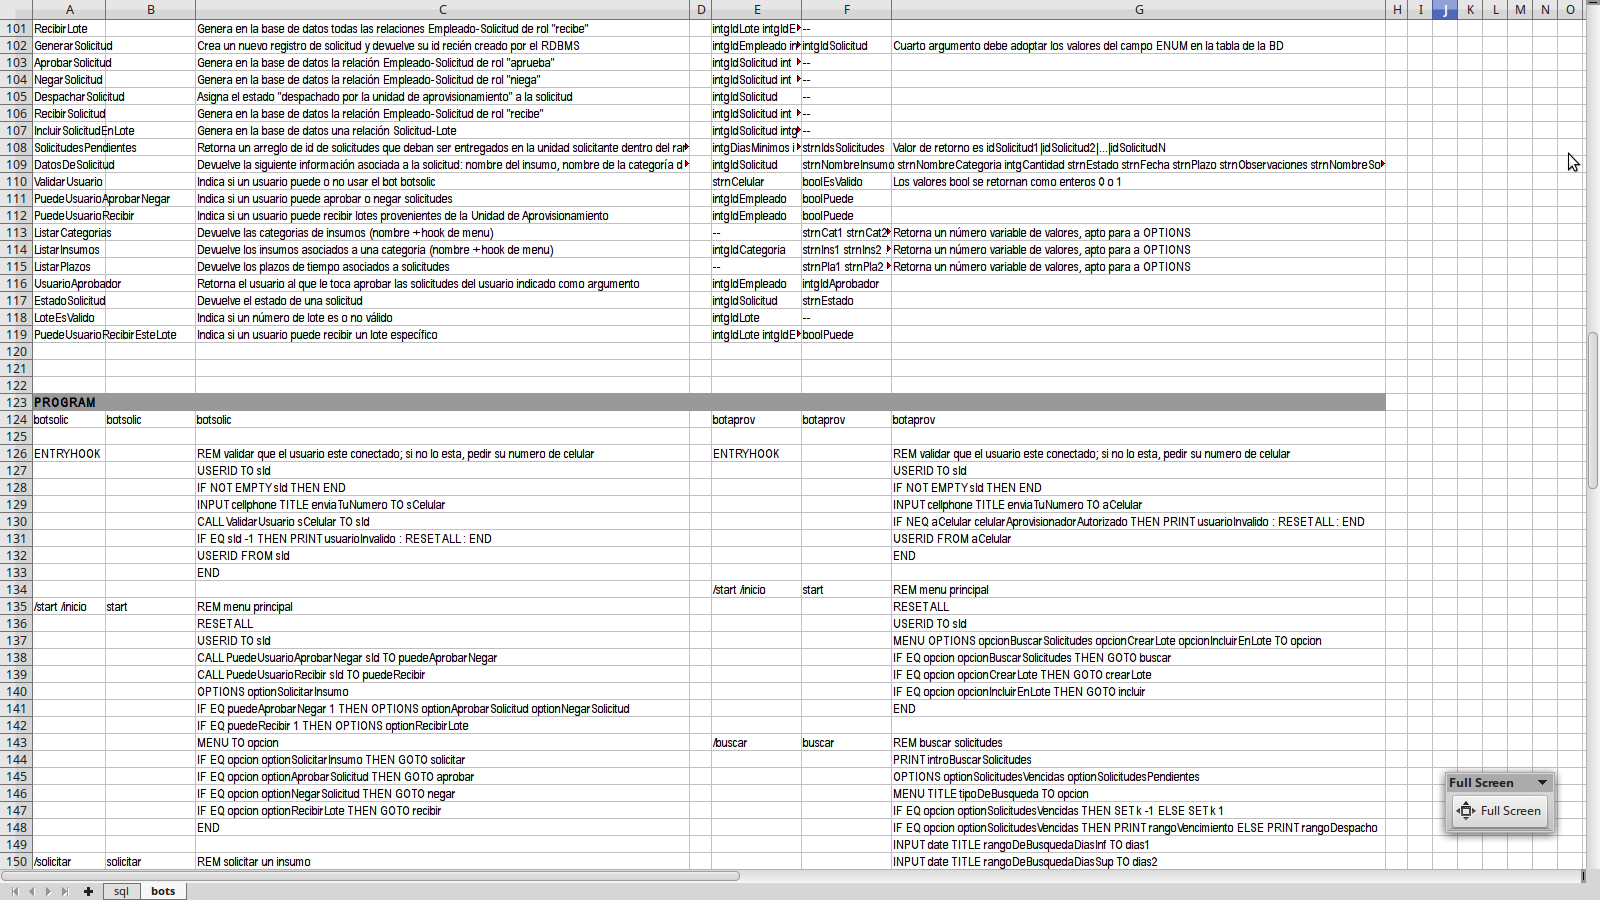 A B C D E F G H I J K L M N O
101 RecibirLote Genera en la base de datos todas las relaciones Empleado-Solicitud de rol "recibe" intgIdLote intgIdE --
102 GenerarSolicitud Crea un nuevo registro de solicitud y devuelve su id recién creado por el RDBMS intgIdEmpleado in intgIdSolicitud Cuarto argumento debe adoptar los valores del campo ENUM en la tabla de la BD
103 AprobarSolicitud Genera en la base de datos la relación Empleado-Solicitud de rol "aprueba" intgIdSolicitud int --
104 NegarSolicitud Genera en la base de datos la relación Empleado-Solicitud de rol "niega" intgIdSolicitud int --
105 DespacharSolicitud Asigna el estado "despachado por la unidad de aprovisionamiento" a la solicitud intgIdSolicitud --
106 RecibirSolicitud Genera en la base de datos la relación Empleado-Solicitud de rol "recibe" intgIdSolicitud int --
107 IncluirSolicitudEnLote Genera en la base de datos una relación Solicitud-Lote intgIdSolicitud intg --
108 SolicitudesPendientes Retorna un arreglo de id de solicitudes que deban ser entregados en la unidad solicitante dentro del ran intgDiasMinimos i strnIdsSolicitudes Valor de retorno es idSolicitud1|idSolicitud2|...|idSolicitudN
109 DatosDeSolicitud Devuelve la siguiente información asociada a la solicitud: nombre del insumo, nombre de la categoría d intgIdSolicitud strnNombreInsumo strnNombreCategoria intgCantidad strnEstado strnFecha strnPlazo strnObservaciones strnNombreSo
110 ValidarUsuario Indica si un usuario puede o no usar el bot botsolic strnCelular boolEsValido Los valores bool se retornan como enteros 0 o 1
111 PuedeUsuarioAprobarNegar Indica si un usuario puede aprobar o negar solicitudes intgIdEmpleado boolPuede
112 PuedeUsuarioRecibir Indica si un usuario puede recibir lotes provenientes de la Unidad de Aprovisionamiento intgIdEmpleado boolPuede
113 ListarCategorias Devuelve las categorias de insumos (nombre + hook de menu) -- strnCat1 strnCat2 Retorna un número variable de valores, apto para a OPTIONS
114 ListarInsumos Devuelve los insumos asociados a una categoria (nombre + hook de menu) intgIdCategoria strnIns1 strnIns2 Retorna un número variable de valores, apto para a OPTIONS
115 ListarPlazos Devuelve los plazos de tiempo asociados a solicitudes -- strnPla1 strnPla2 Retorna un número variable de valores, apto para a OPTIONS
116 UsuarioAprobador Retorna el usuario al que le toca aprobar las solicitudes del usuario indicado como argumento intgIdEmpleado intgIdAprobador
117 EstadoSolicitud Devuelve el estado de una solicitud intgIdSolicitud strnEstado
118 LoteEsValido Indica si un número de lote es o no válido intgIdLote --
119 PuedeUsuarioRecibirEsteLote Indica si un usuario puede recibir un lote específico intgIdLote intgIdE boolPuede
120
121
122
123 PROGRAM
124 botsolic botsolic botsolic botaprov botaprov botaprov
125
126 ENTRYHOOK REM validar que el usuario este conectado; si no lo esta, pedir su numero de celular ENTRYHOOK REM validar que el usuario este conectado; si no lo esta, pedir su numero de celular
127 USERID TO sId USERID TO sId
128 IF NOT EMPTY sId THEN END IF NOT EMPTY sId THEN END
129 INPUT cellphone TITLE enviaTuNumero TO sCelular INPUT cellphone TITLE enviaTuNumero TO aCelular
130 CALL ValidarUsuario sCelular TO sId IF NEQ aCelular celularAprovisionadorAutorizado THEN PRINT usuarioInvalido : RESET ALL : END
131 IF EQ sId -1 THEN PRINT usuarioInvalido : RESET ALL : END USERID FROM aCelular
132 USERID FROM sId END
133 END
134 /start /inicio start REM menu principal
135 /start /inicio start REM menu principal RESET ALL
136 RESET ALL USERID TO sId
137 USERID TO sId MENU OPTIONS opcionBuscarSolicitudes opcionCrearLote opcionIncluirEnLote TO opcion
138 CALL PuedeUsuarioAprobarNegar sId TO puedeAprobarNegar IF EQ opcion opcionBuscarSolicitudes THEN GOTO buscar
139 CALL PuedeUsuarioRecibir sId TO puedeRecibir IF EQ opcion opcionCrearLote THEN GOTO crearLote
140 OPTIONS optionSolicitarInsumo IF EQ opcion opcionIncluirEnLote THEN GOTO incluir
141 IF EQ puedeAprobarNegar 1 THEN OPTIONS optionAprobarSolicitud optionNegarSolicitud END
142 IF EQ puedeRecibir 1 THEN OPTIONS optionRecibirLote
143 MENU TO opcion /buscar buscar REM buscar solicitudes
144 IF EQ opcion optionSolicitarInsumo THEN GOTO solicitar PRINT introBuscarSolicitudes
145 IF EQ opcion optionAprobarSolicitud THEN GOTO aprobar OPTIONS optionSolicitudesVencidas optionSolicitudesPendientes
146 IF EQ opcion optionNegarSolicitud THEN GOTO negar MENU TITLE tipoDeBusqueda TO opcion
147 IF EQ opcion optionRecibirLote THEN GOTO recibir IF EQ opcion optionSolicitudesVencidas THEN SET k -1 ELSE SET k 1
148 END IF EQ opcion optionSolicitudesVencidas THEN PRINT rangoVencimiento ELSE PRINT rangoDespacho
149 INPUT date TITLE rangoDeBusquedaDiasInf TO dias1
150 /solicitar solicitar REM solicitar un insumo INPUT date TITLE rangoDeBusquedaDiasSup TO dias2
Full Screen
Full Screen
sql bots